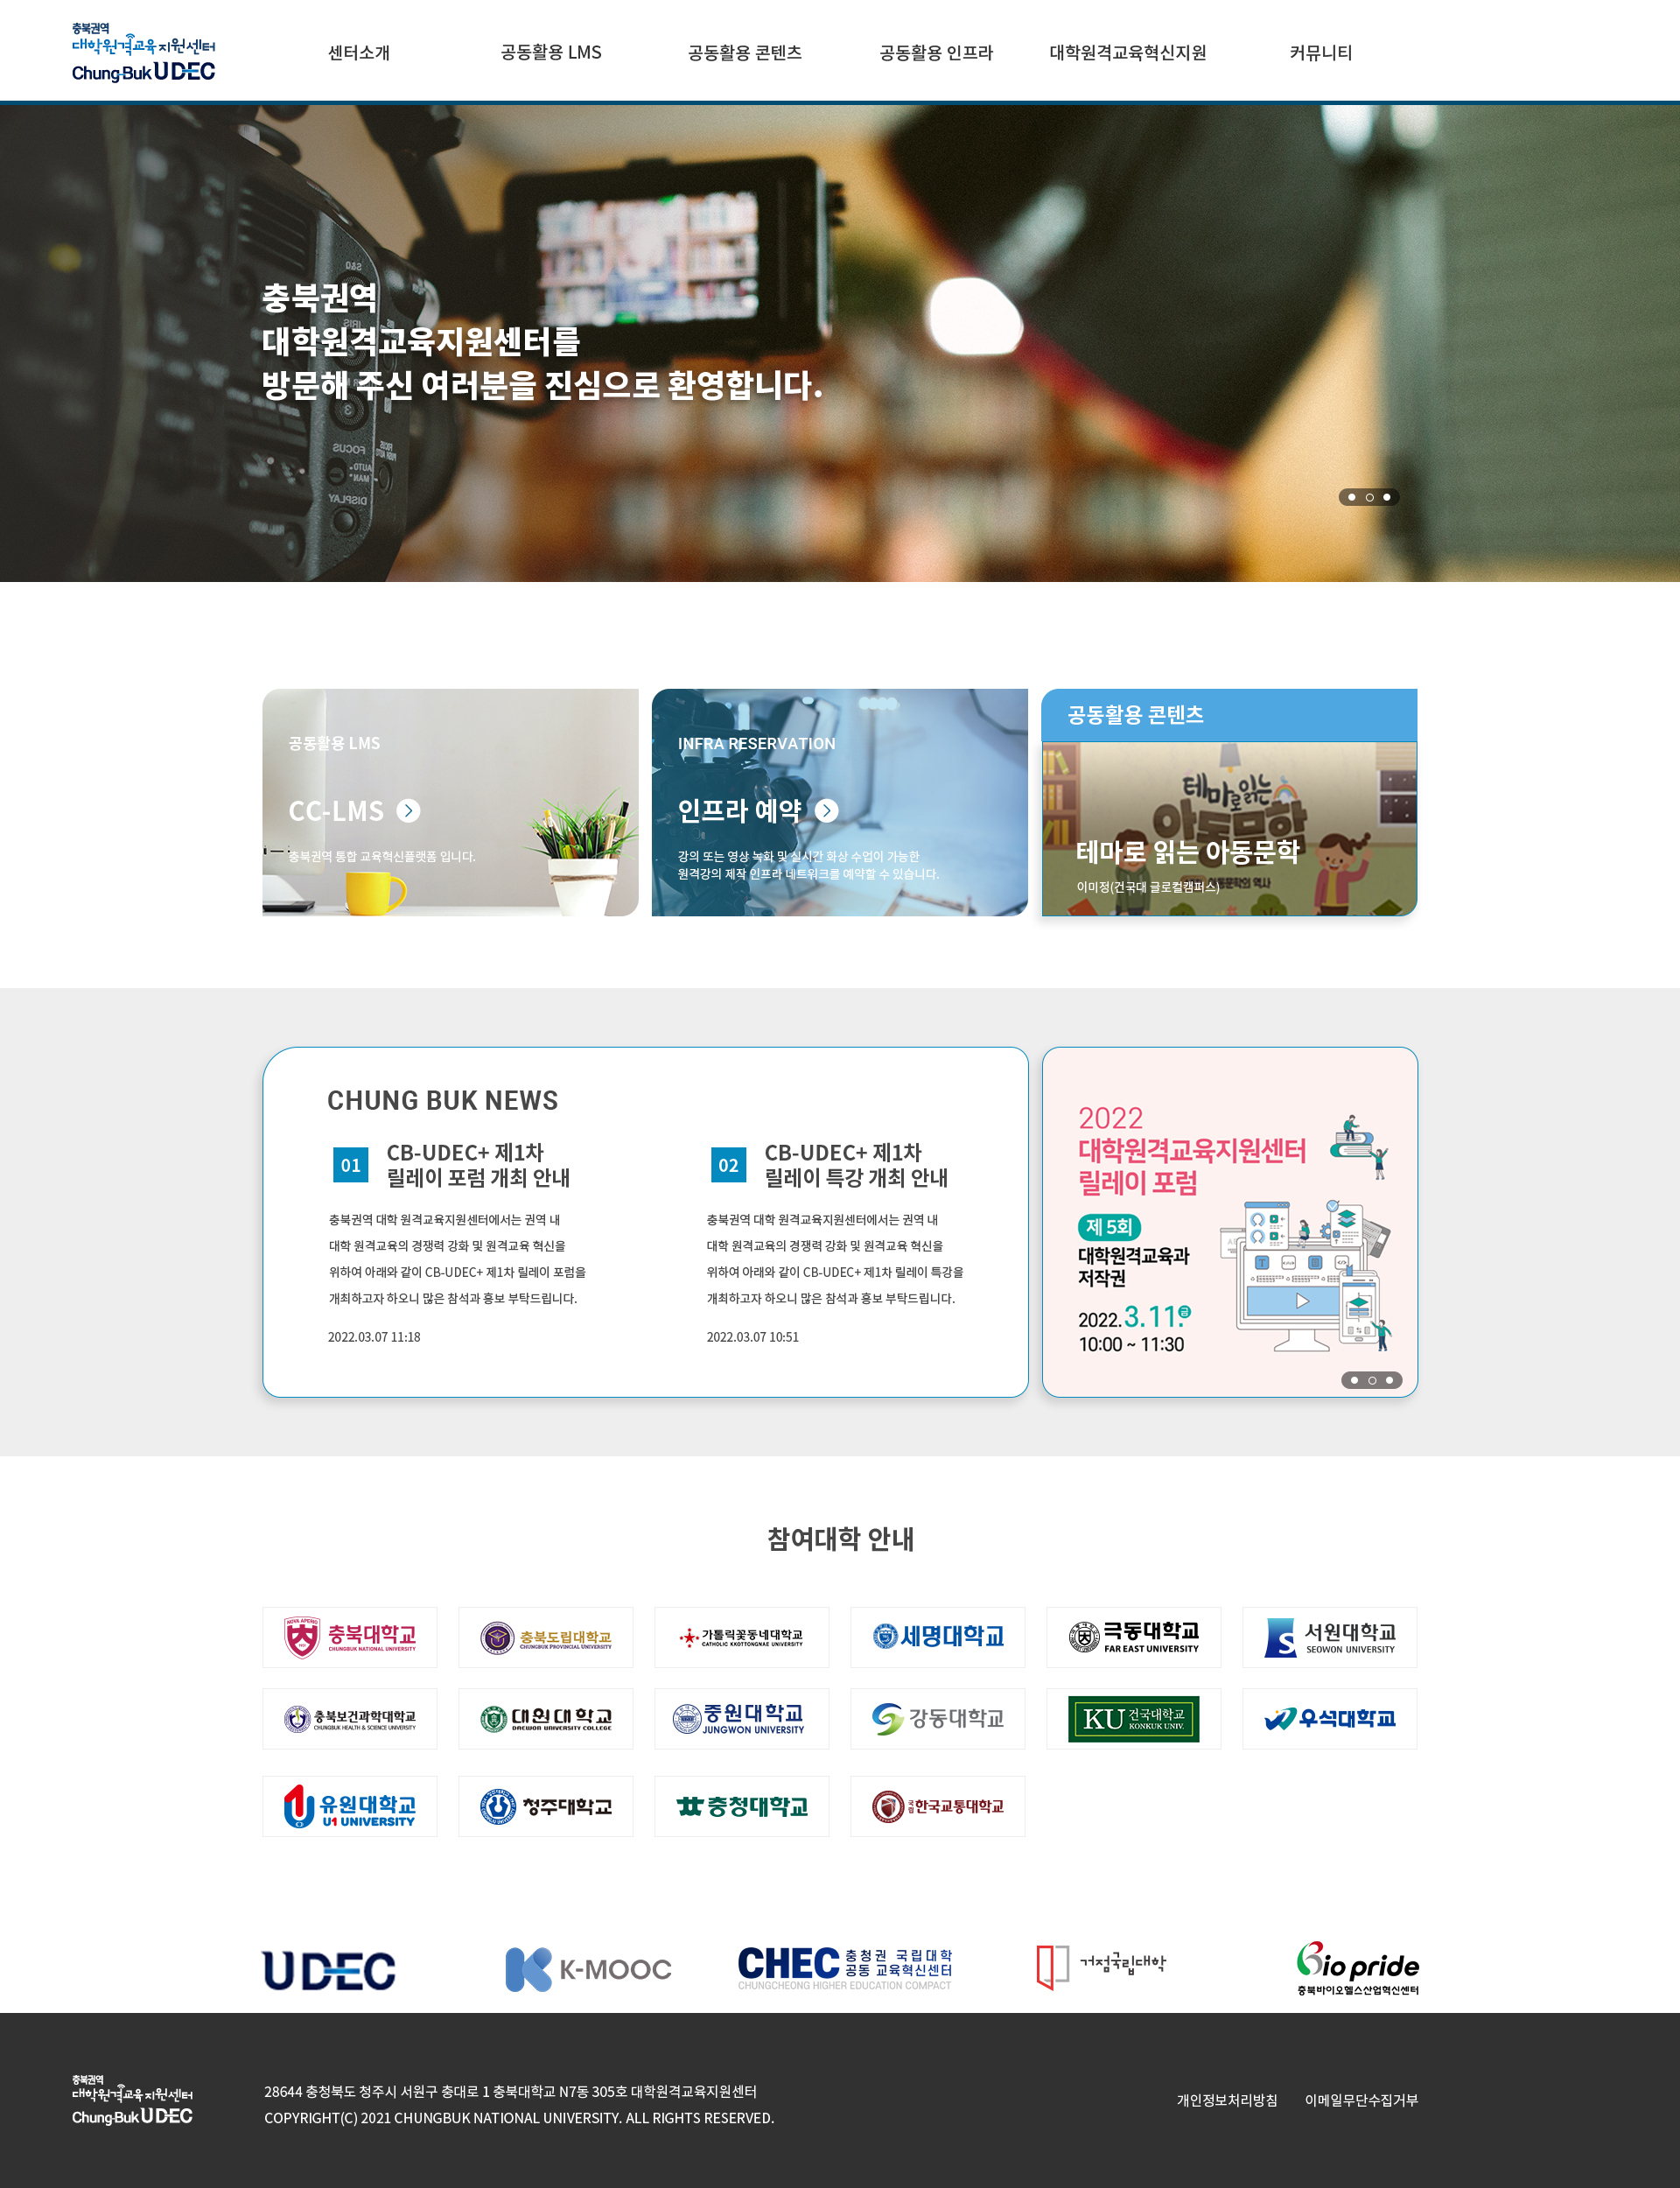 충북권역
대학원격교육지원센터
Chung-Buk UDEC
센터소개
공동활용 LMS
공동활용 콘텐츠
공동활용 인프라
대학원격교육혁신지원
커뮤니티
충북권역
대학원격교육지원센터를
방문해 주신 여러분을 진심으로 환영합니다.
S&S
IRIS
3
FOCUS
PUSH AUTO
AUTO
MAN
DISPLAY
공동활용 LMS
CC-LMS
충북권역 통합 교육혁신플랫폼 입니다.
INFRA RESERVATION
인프라 예약
강의 또는 영상 녹화 및 실시간 화상 수업이 가능한
원격강의 제작 인프라 네트워크를 예약할 수 있습니다.
공동활용 콘텐츠
테마로 읽는
아동문학
테마로 읽는 아동문학
이미정(건국대 글로컬캠퍼스)
CHUNG BUK NEWS
01
CB-UDEC+ 제1차
릴레이 포럼 개최 안내
충북권역 대학 원격교육지원센터에서는 권역 내
대학 원격교육의 경쟁력 강화 및 원격교육 혁신을
위하여 아래와 같이 CB-UDEC+ 제1차 릴레이 포럼을
개최하고자 하오니 많은 참석과 홍보 부탁드립니다.
2022.03.07 11:18
02
CB-UDEC+ 제1차
릴레이 특강 개최 안내
충북권역 대학 원격교육지원센터에서는 권역 내
대학 원격교육의 경쟁력 강화 및 원격교육 혁신을
위하여 아래와 같이 CB-UDEC+ 제1차 릴레이 특강을
개최하고자 하오니 많은 참석과 홍보 부탁드립니다.
2022.03.07 10:51
2022
대학원격교육지원센터
릴레이 포럼
제 5회
대학원격교육과
저작권
2022.3.11.금
10:00 ~ 11:30
참여대학 안내
충북대학교
CHUNGBUK NATIONAL UNIVERSITY
충북도립대학교
CHUNGBUK PROVINCIAL UNIVERSITY
가톨릭꽃동네대학교
CATHOLIC KKOTTONGNAE UNIVERSITY
세명대학교
극동대학교
FAR EAST UNIVERSITY
서원대학교
SEOWON UNIVERSITY
충북보건과학대학교
CHUNGBUK HEALTH & SCIENCE UNIVERSITY
대원대학교
DAEWON UNIVERSITY COLLEGE
중원대학교
JUNGWON UNIVERSITY
강동대학교
KU 건국대학교
KONKUK UNIV.
우석대학교
유원대학교
U1 UNIVERSITY
청주대학교
충청대학교
국립한국교통대학교
UDEC
K-MOOC
CHEC 충청권 국립대학
공동 교육혁신센터
CHUNGCHEONG HIGHER EDUCATION COMPACT
거점국립대학
Bio pride
충북바이오헬스산업혁신센터
충북권역
대학원격교육지원센터
Chung-Buk UDEC
28644 충청북도 청주시 서원구 충대로 1 충북대학교 N7동 305호 대학원격교육지원센터
COPYRIGHT(C) 2021 CHUNGBUK NATIONAL UNIVERSITY. ALL RIGHTS RESERVED.
개인정보처리방침
이메일무단수집거부